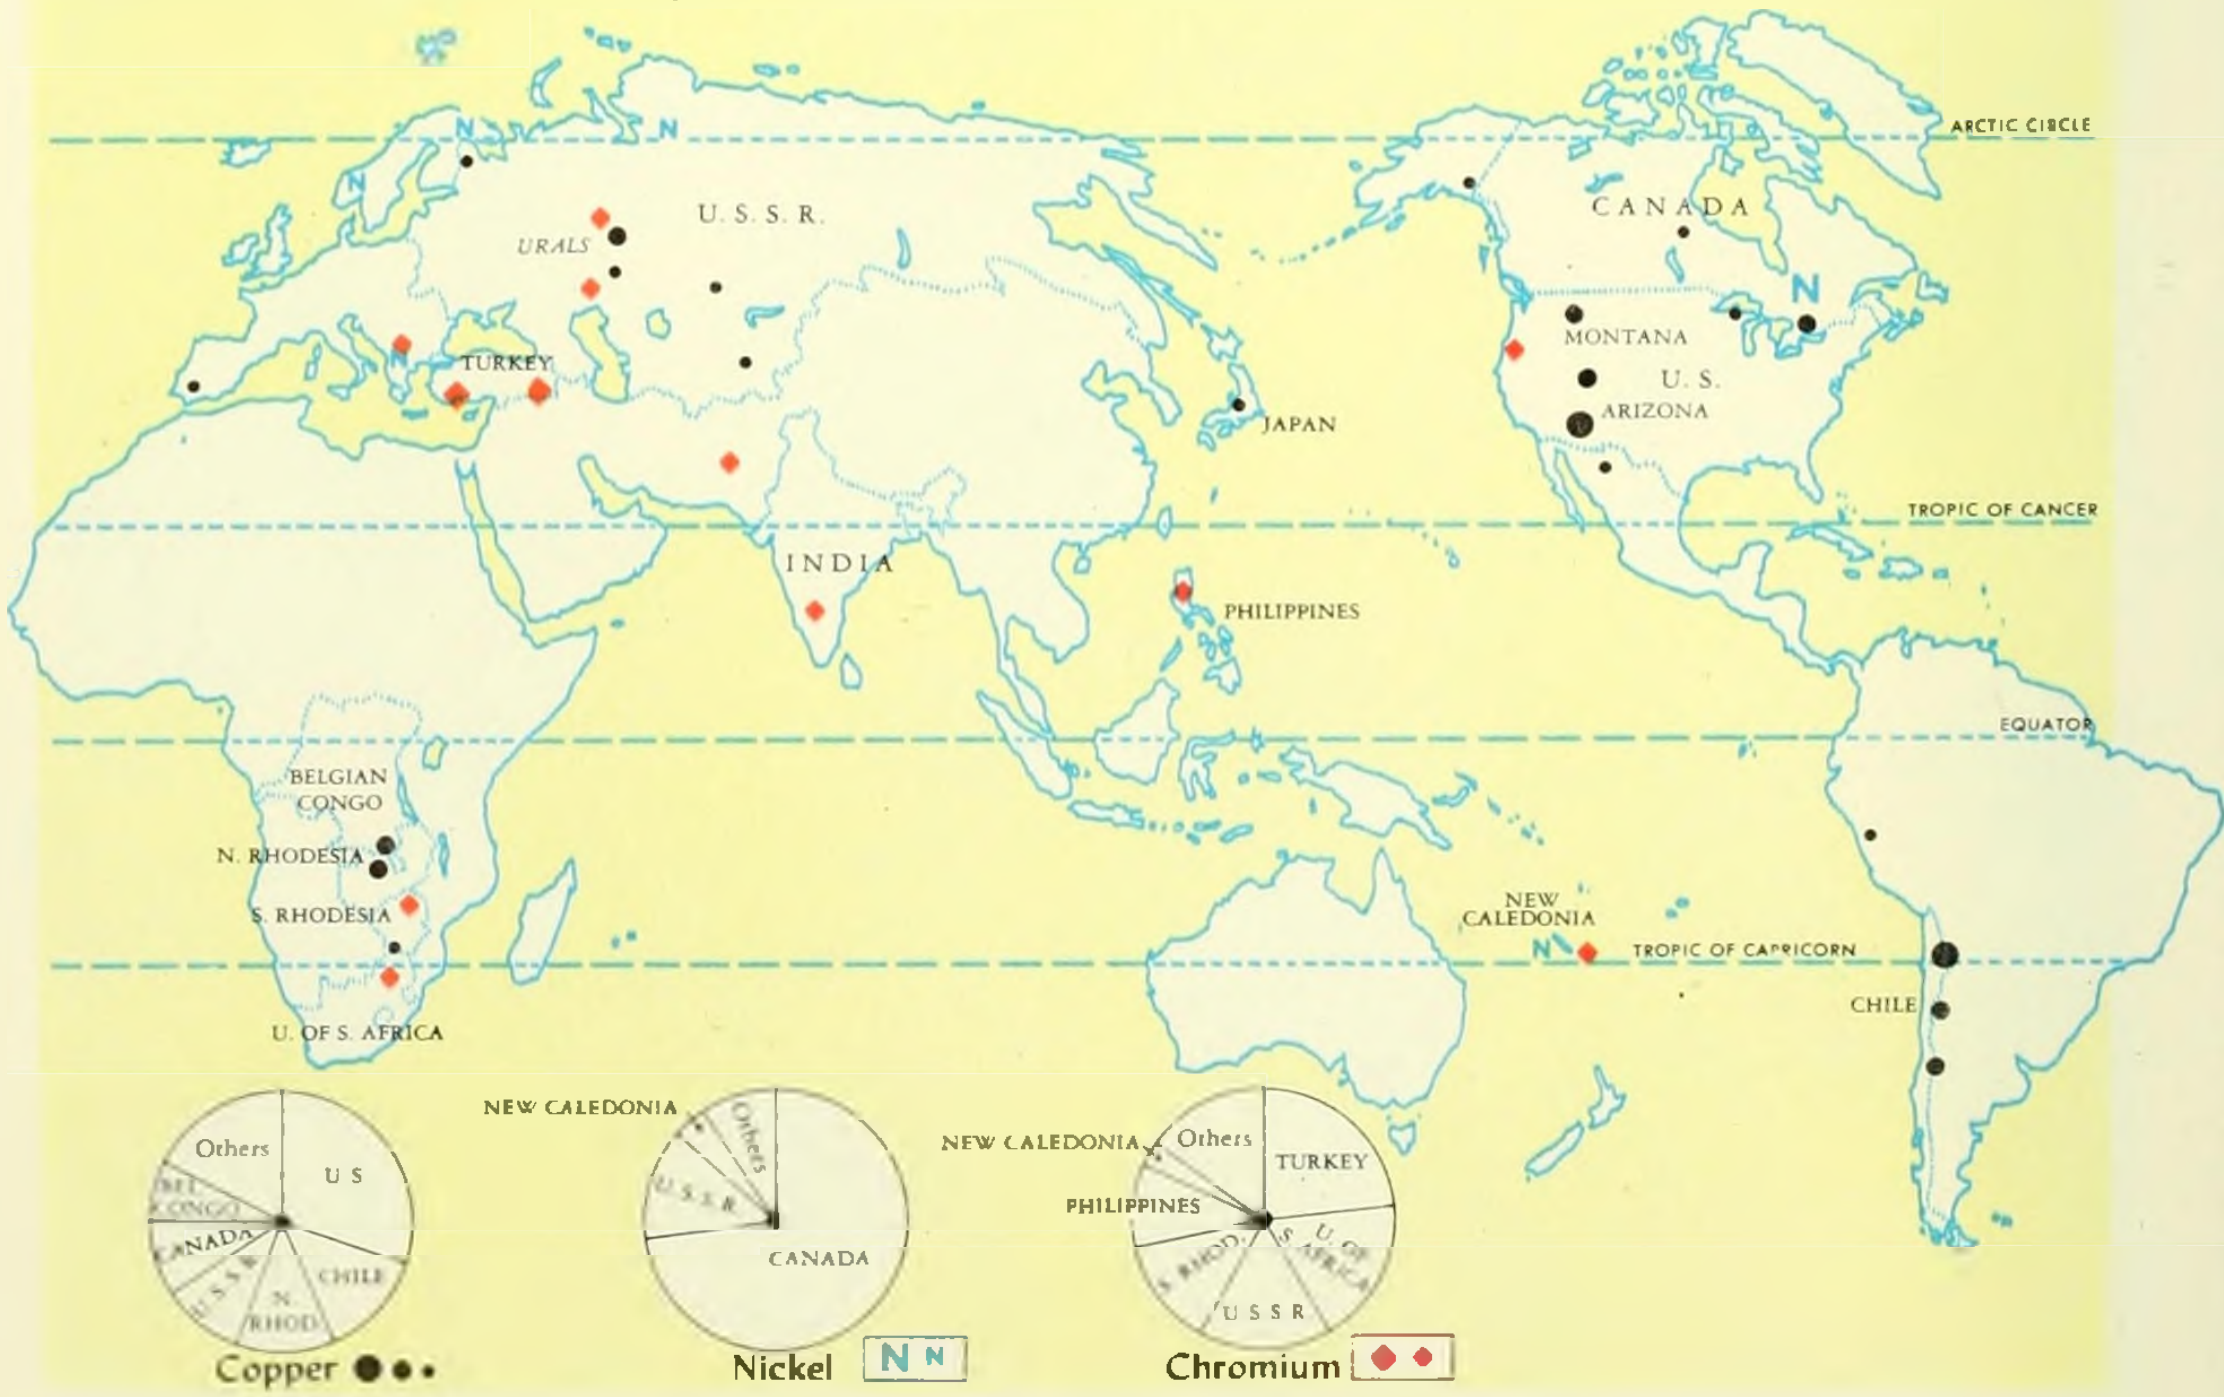 ARCTIC CIRCLE
N
N
N
U. S. S. R.
CANADA
URALS
N
MONTANA
TURKEY
N
U. S.
ARIZONA
JAPAN
TROPIC OF CANCER
INDIA
PHILIPPINES
EQUATOR
BELGIAN
CONGO
N. RHODESIA
NEW
CALEDONIA
S. RHODESIA
N
TROPIC OF CAPRICORN
CHILE
U. OF S. AFRICA
Others
U S
BEL.
CONGO
CANADA
U. S. S. R.
CHILE
N.
RHOD.
Copper
NEW CALEDONIA
Others
U. S. S. R.
CANADA
Nickel
N N
NEW CALEDONIA
Others
TURKEY
PHILIPPINES
U. OF
S. AFRICA
S. RHOD.
U S S R
Chromium